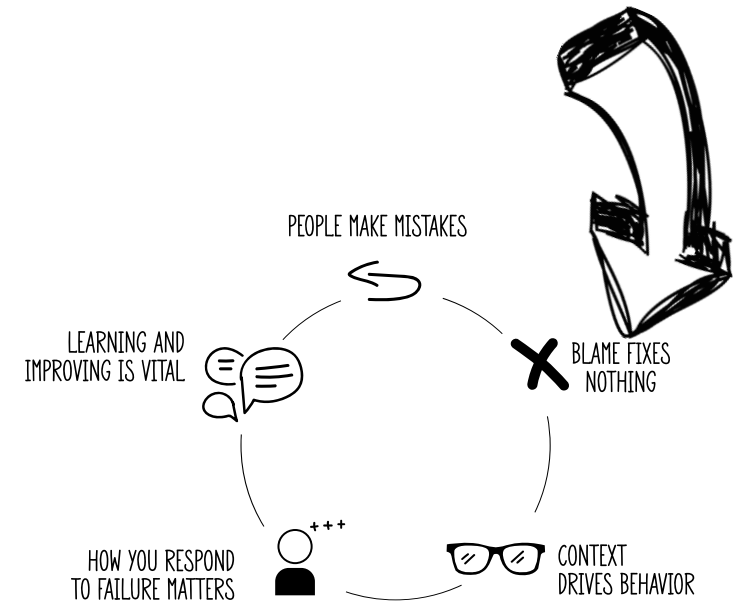 PEOPLE MAKE MISTAKES
BLAME FIXES
NOTHING
CONTEXT
DRIVES BEHAVIOR
HOW YOU RESPOND
TO FAILURE MATTERS
LEARNING AND
IMPROVING IS VITAL